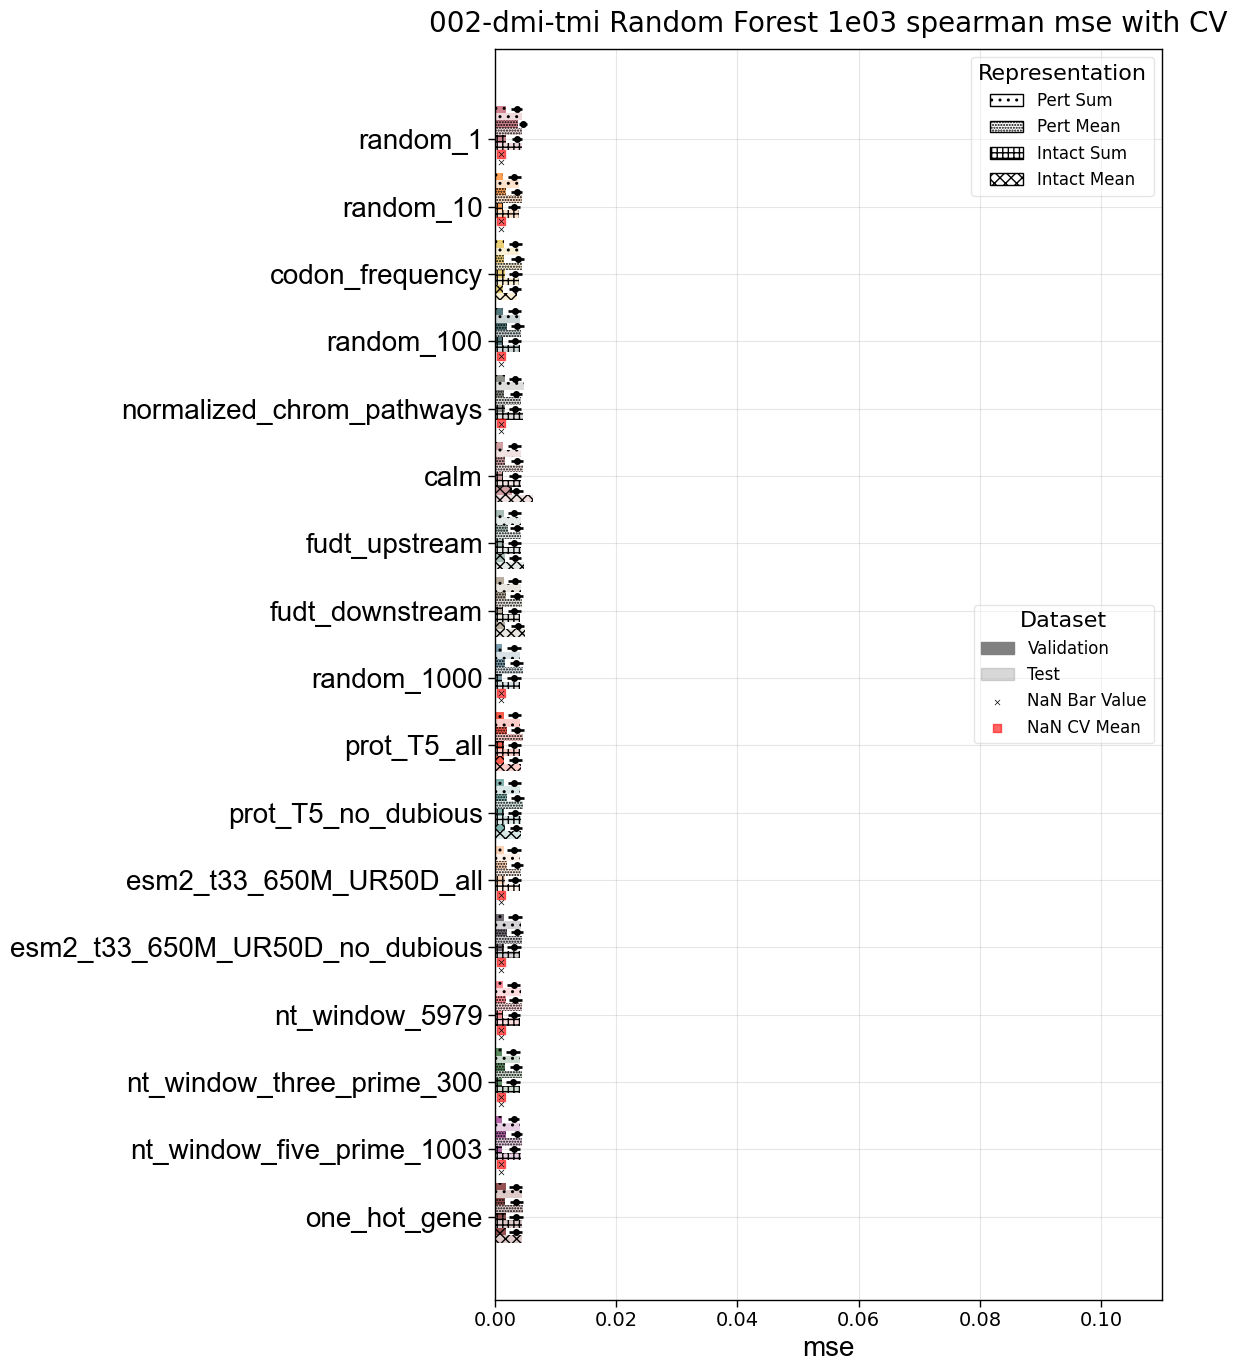 002-dmi-tmi Random Forest 1e03 spearman mse with CV
Representation
Pert Sum
Pert Mean
Intact Sum
Intact Mean
random_1
random_10
codon_frequency
random_100
normalized_chrom_pathways
calm
fudt_upstream
fudt_downstream
random_1000
prot_T5_all
prot_T5_no_dubious
esm2_t33_650M_UR50D_all
esm2_t33_650M_UR50D_no_dubious
nt_window_5979
nt_window_three_prime_300
nt_window_five_prime_1003
one_hot_gene
Dataset
Validation
Test
NaN Bar Value
NaN CV Mean
0.00 0.02 0.04 0.06 0.08 0.10
mse